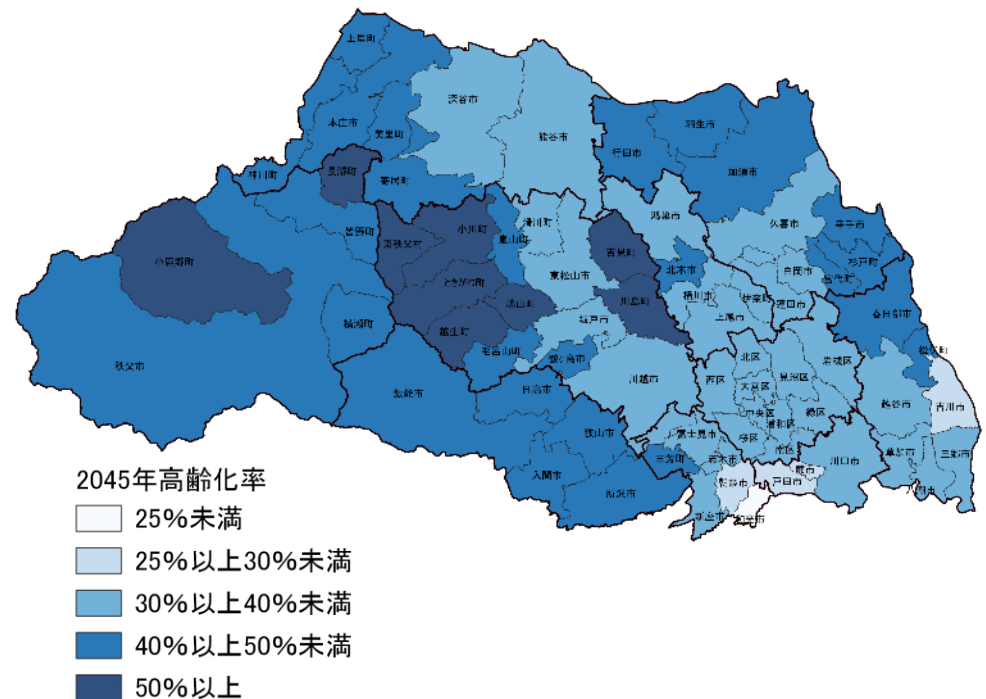 上里町
深谷市
本庄市
美里町
熊谷市
羽生市
行田市
加須市
神川町
長瀞町
寄居町
皆野町
小鹿野町
東秩父村
小川町
嵐山町
滑川町
吉見町
鴻巣市
久喜市
幸手市
北本市
白岡市
杉戸町
宮代町
東松山市
ときがわ町
鳩山町
川島町
桶川市
伊奈町
蓮田市
上尾市
春日部市
横瀬町
越生町
坂戸市
毛呂山町
鶴ヶ島市
松伏町
秩父市
飯能市
日高市
川越市
西区
北区
大宮区
見沼区
岩槻区
中央区
浦和区
緑区
桜区
南区
越谷市
吉川市
狭山市
富士見市
三芳町
志木市
入間市
所沢市
朝霞市
戸田市
蕨市
川口市
草加市
三郷市
八潮市
新座市
和光市
2045年高齢化率
25%未満
25%以上30%未満
30%以上40%未満
40%以上50%未満
50%以上